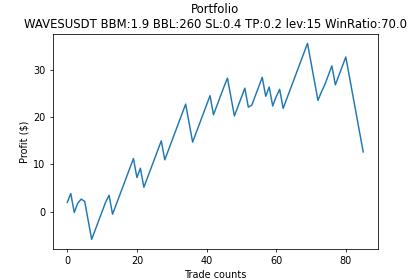 Portfolio
WAVESUSDT BBM:1.9 BBL:260 SL:0.4 TP:0.2 lev:15 WinRatio:70.0
30
20
10
0
Profit ($)
0 20 40 60 80
Trade counts